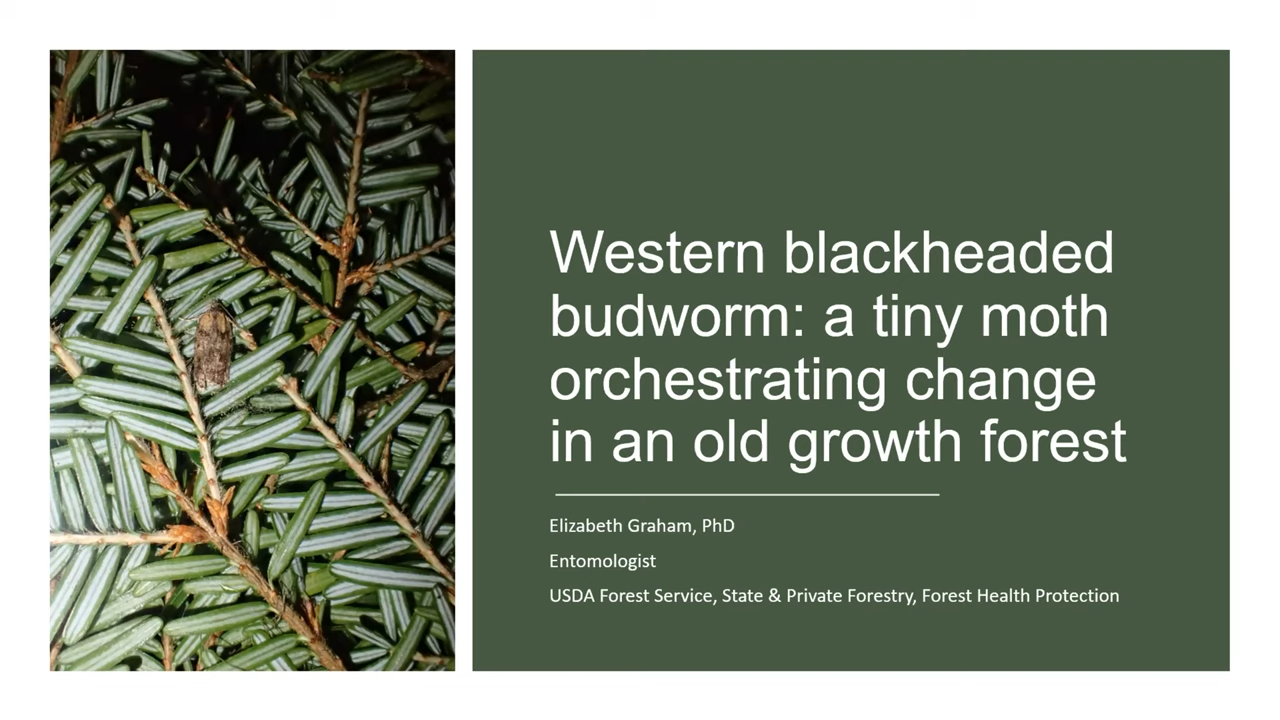 Western blackheaded
budworm: a tiny moth
orchestrating change
in an old growth forest
Elizabeth Graham, PhD
Entomologist
USDA Forest Service, State & Private Forestry, Forest Health Protection